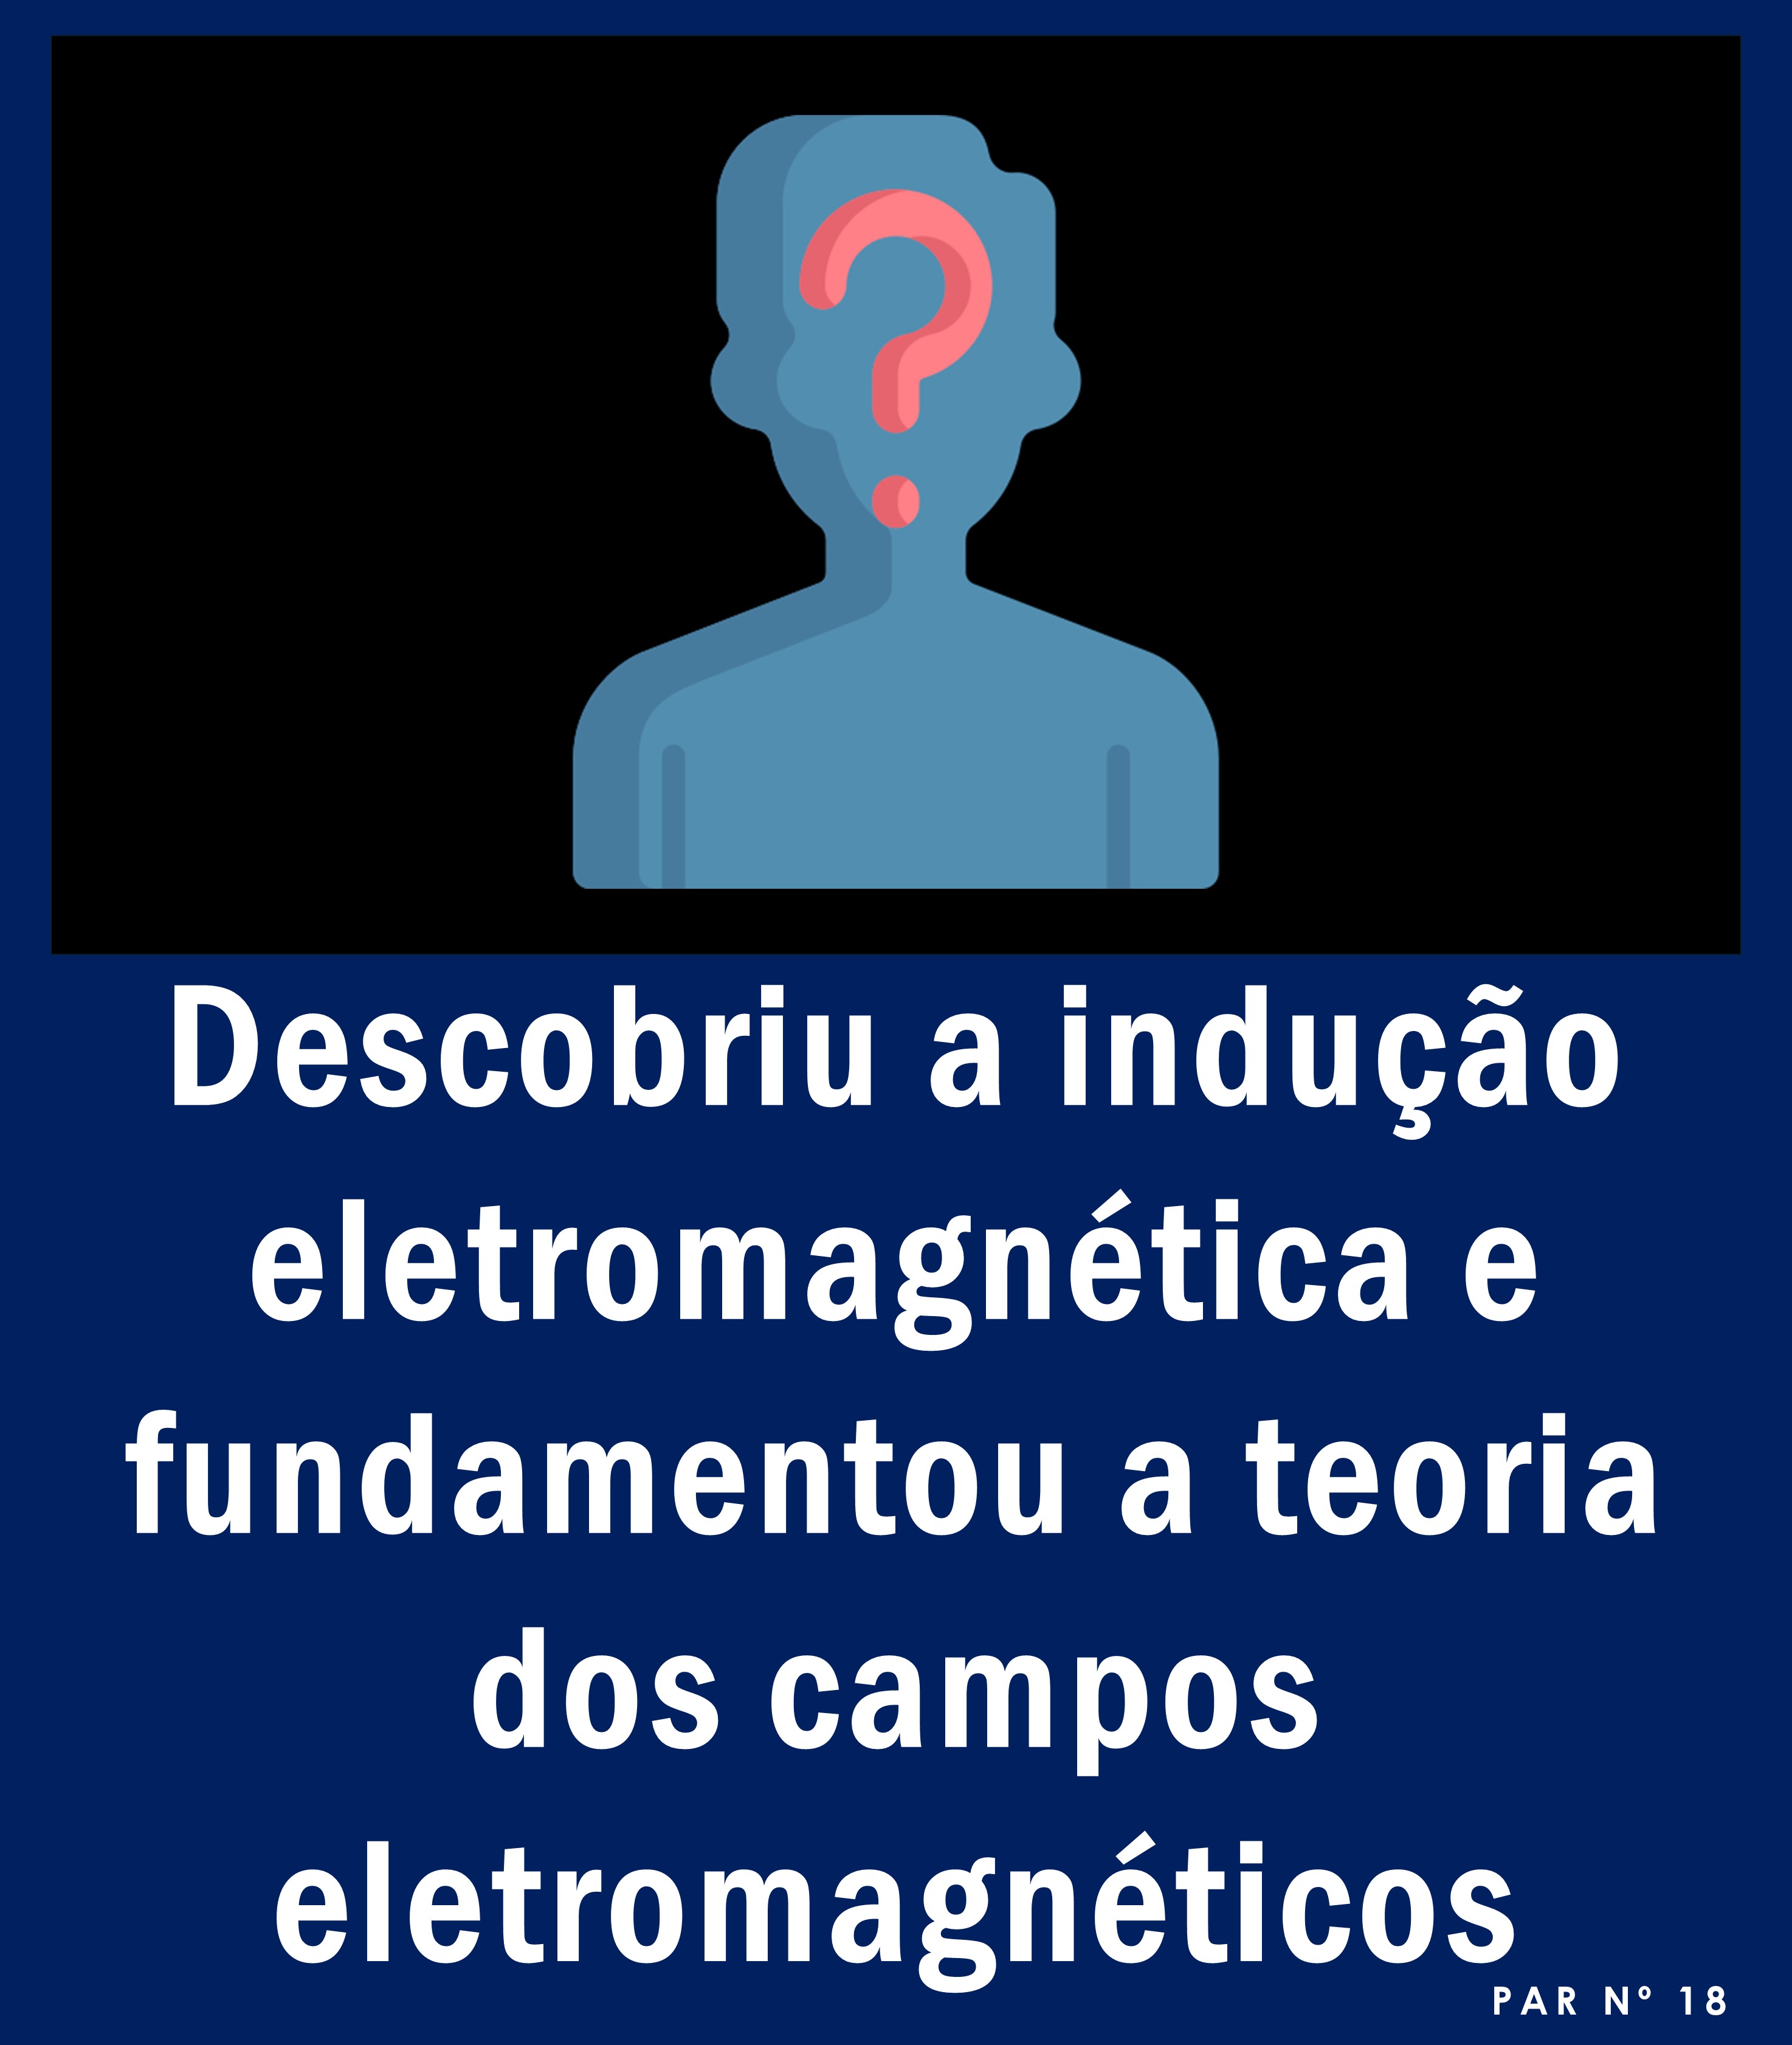 Descobriu a indução
eletromagnética e
fundamentou a teoria
dos campos
eletromagnéticos
PAR Nº 18